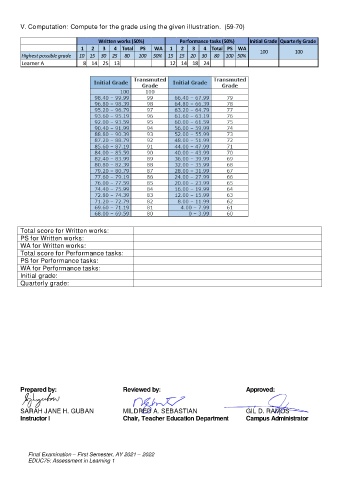 V. Computation: Compute for the grade using the given illustration. (59-70)
Written works (50%) Performance tasks (50%) Initial Grade Quarterly Grade
1 2 3 4 Total PS WA 1 2 3 4 Total PS WA 100 100
Highest possible grade 10 15 30 25 80 100 50% 15 15 20 30 80 100 50%
Learner A 8 14 25 13 12 14 18 24
Initial Grade Transmuted Grade Initial Grade Transmuted Grade
100 100
98.40 – 99.99 99 66.40 – 67.99 79
96.80 – 98.39 98 64.80 – 66.39 78
95.20 – 96.79 97 63.20 – 64.79 77
93.60 – 95.19 96 61.60 – 63.19 76
92.00 – 93.59 95 60.00 – 61.59 75
90.40 – 91.99 94 56.00 – 59.99 74
88.80 – 90.39 93 52.00 – 55.99 73
87.20 – 88.79 92 48.00 – 51.99 72
85.60 – 87.19 91 44.00 – 47.99 71
84.00 – 85.59 90 40.00 – 43.99 70
82.40 – 83.99 89 36.00 – 39.99 69
80.80 – 82.39 88 32.00 – 35.99 68
79.20 – 80.79 87 28.00 – 31.99 67
77.60 – 79.19 86 24.00 – 27.99 66
76.00 – 77.59 85 20.00 – 23.99 65
74.40 – 75.99 84 16.00 – 19.99 64
72.80 – 74.39 83 12.00 – 15.99 63
71.20 – 72.79 82 8.00 – 11.99 62
69.60 – 71.19 81 4.00 – 7.99 61
68.00 – 69.59 80 0 – 3.99 60
Total score for Written works:
PS for Written works:
WA for Written works:
Total score for Performance tasks:
PS for Performance tasks:
WA for Performance tasks:
Initial grade:
Quarterly grade:
Prepared by: Reviewed by: Approved:
SARAH JANE H. GUBAN MILDRED A. SEBASTIAN GIL D. RAMOS
Instructor I Chair, Teacher Education Department Campus Administrator
Final Examination – First Semester, AY 2021 – 2022
EDUC75: Assessment in Learning 1